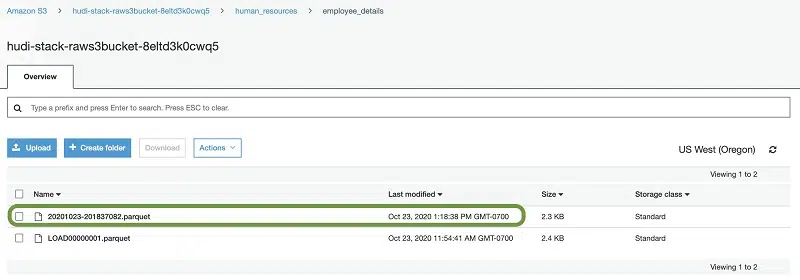 Amazon S3 > hudi-stack-raws3bucket-8eltd3k0cwq5 > human_resources > employee_details
hudi-stack-raws3bucket-8eltd3k0cwq5
Overview
Type a prefix and press Enter to search. Press ESC to clear.
Upload + Create folder Download Actions US West (Oregon)
Viewing 1 to 2
Name Last modified Size Storage class
20201023-201837082.parquet Oct 23, 2020 1:18:38 PM GMT-0700 2.3 KB Standard
LOAD00000001.parquet Oct 23, 2020 11:54:41 AM GMT-0700 2.4 KB Standard
Viewing 1 to 2